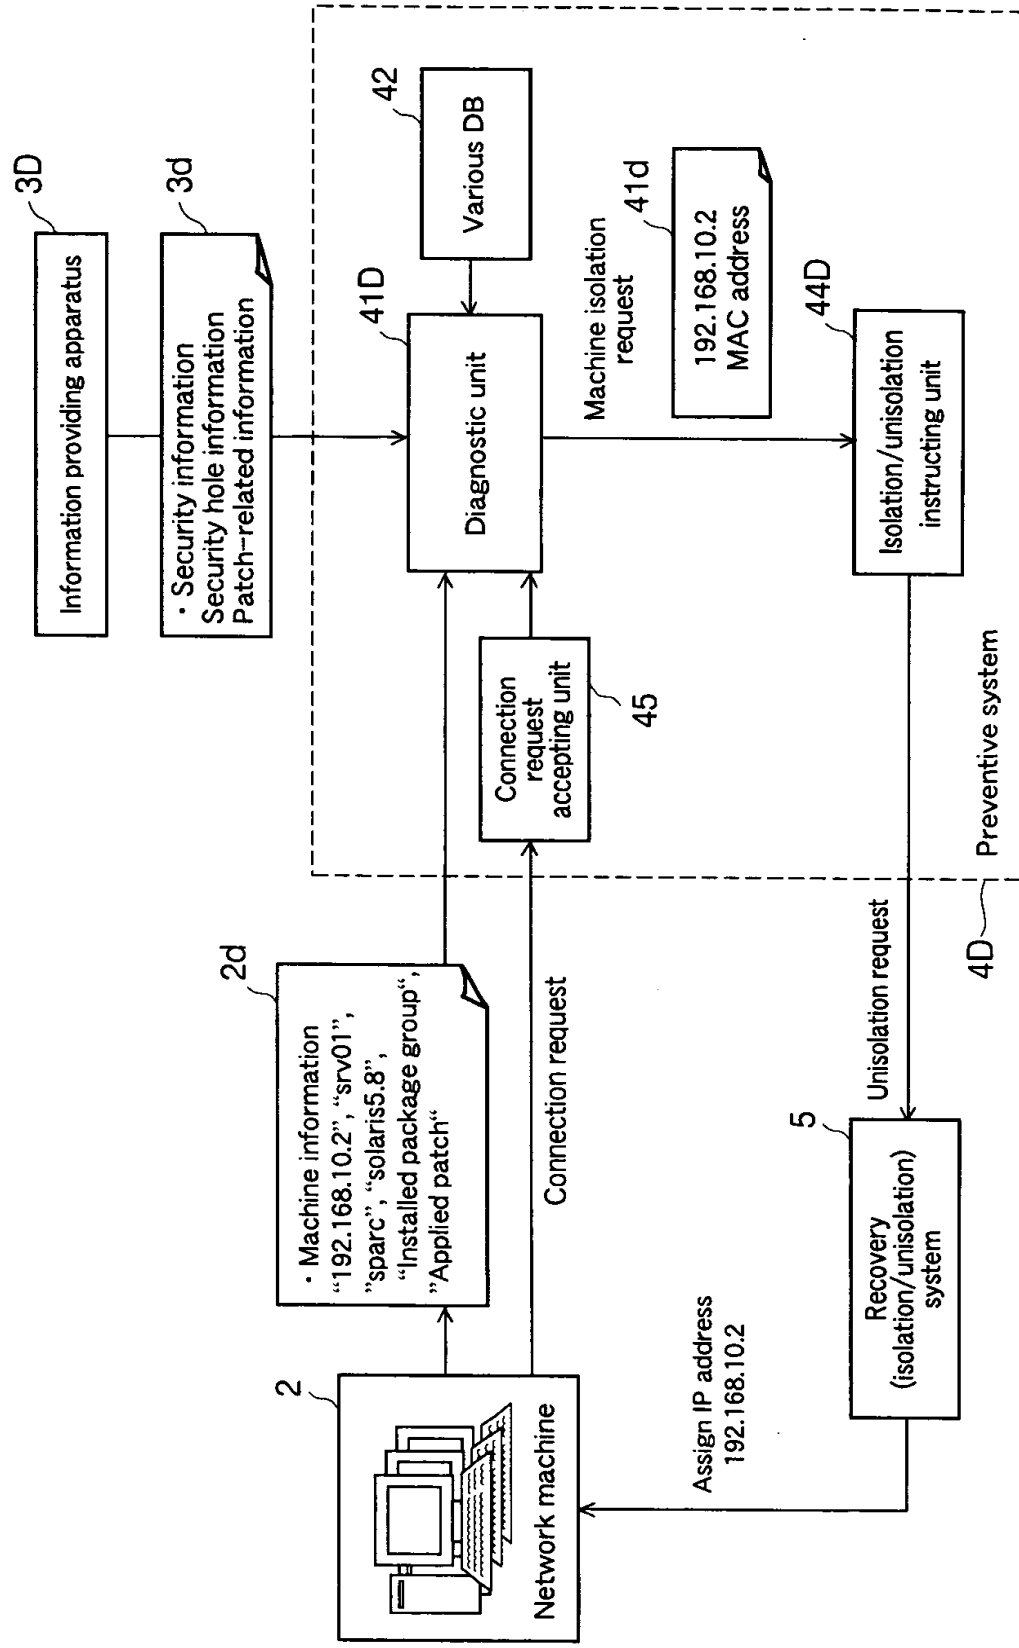 3D
Information providing apparatus
3d
・Security information
Security hole information
Patch-related information
42
Various DB
41D
Diagnostic unit
Machine isolation
request
41d
192.168.10.2
MAC address
44D
Isolation/unisolation
instructing unit
Connection
request
accepting unit
45
Preventive system
4D
2d
・Machine information
“192.168.10.2”, “srv01”,
”sparc”, “solaris5.8”,
“Installed package group“,
”Applied patch“
Connection request
Unisolation request
5
Recovery
(isolation/unisolation)
system
Assign IP address
192.168.10.2
2
Network machine